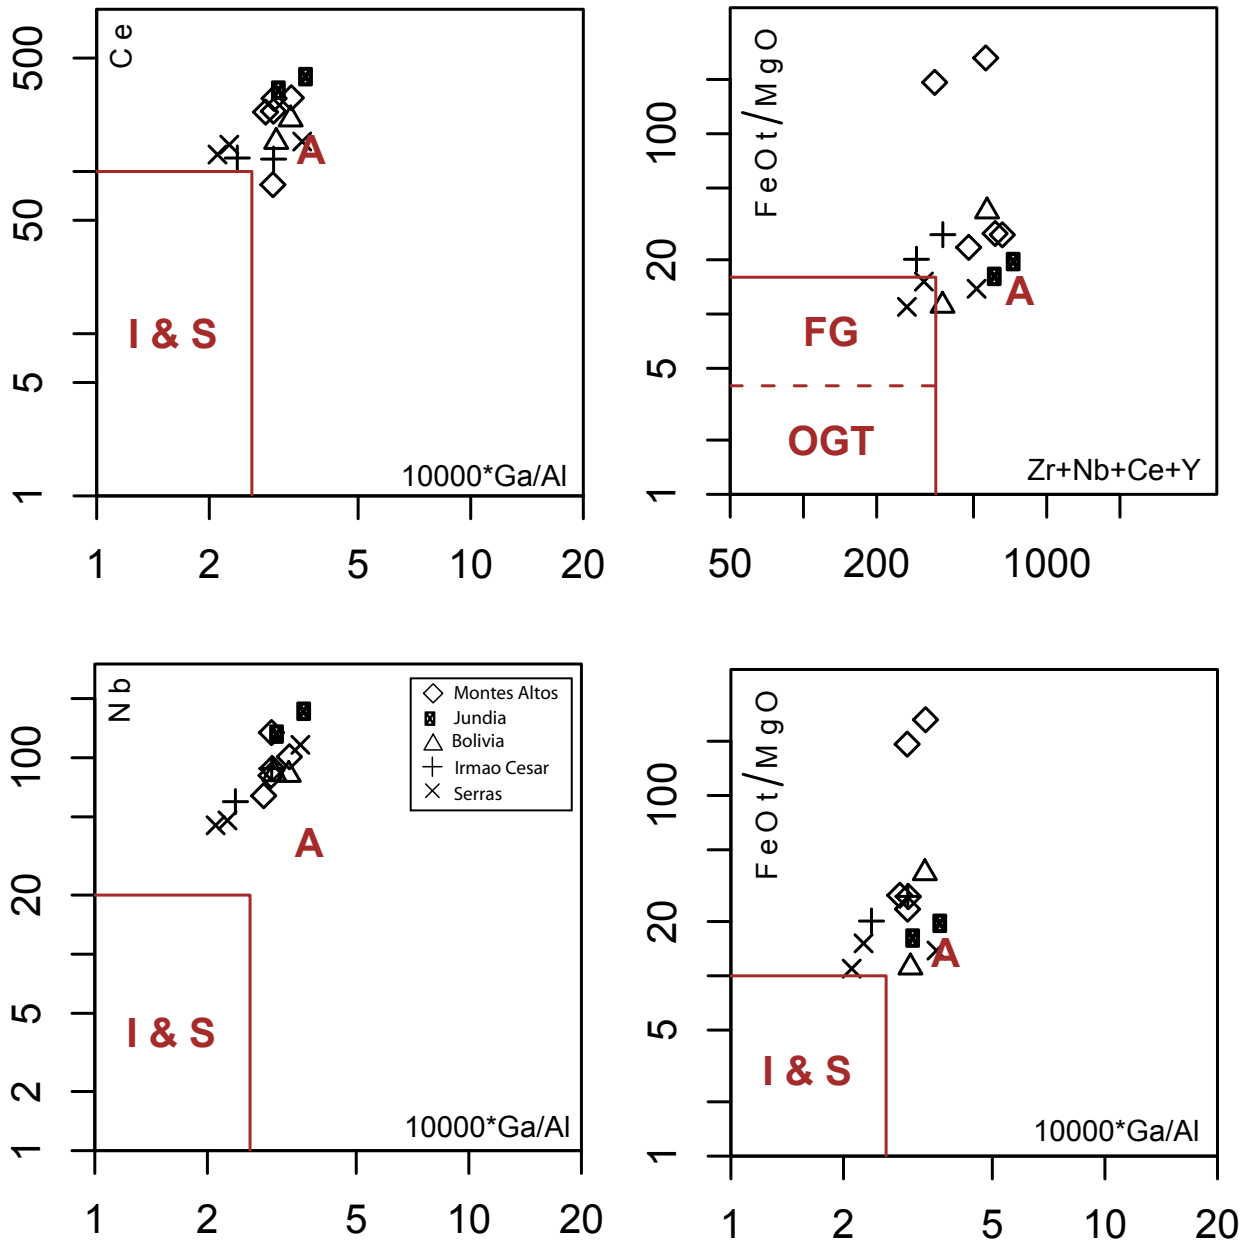 Ce
500
50
5
1
I & S
A
10000*Ga/Al
1 2 5 10 20
FeOt/MgO
100
20
5
1
FG
OGT
A
Zr+Nb+Ce+Y
50 200 1000
Nb
100
20
5
2
1
Montes Altos
Jundia
Bolivia
Irmao Cesar
Serras
A
I & S
10000*Ga/Al
1 2 5 10 20
FeOt/MgO
100
20
5
1
A
I & S
10000*Ga/Al
1 2 5 10 20